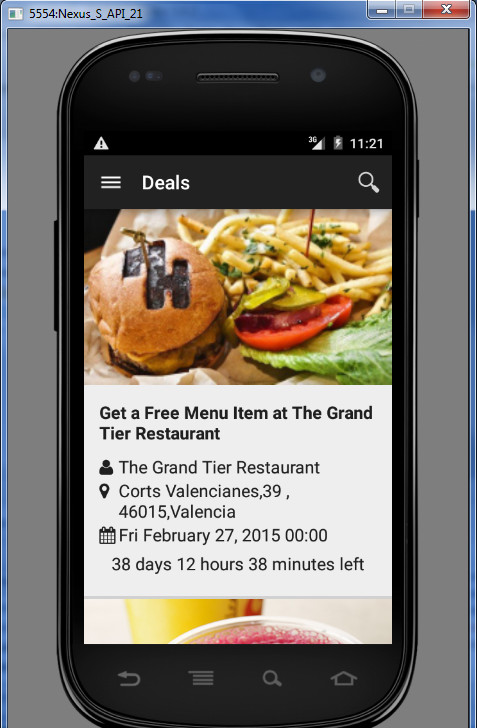 5554:Nexus_S_API_21
3G 11:21
Deals
H
Get a Free Menu Item at The Grand
Tier Restaurant
The Grand Tier Restaurant
Corts Valencianes,39 ,
46015,Valencia
Fri February 27, 2015 00:00
38 days 12 hours 38 minutes left